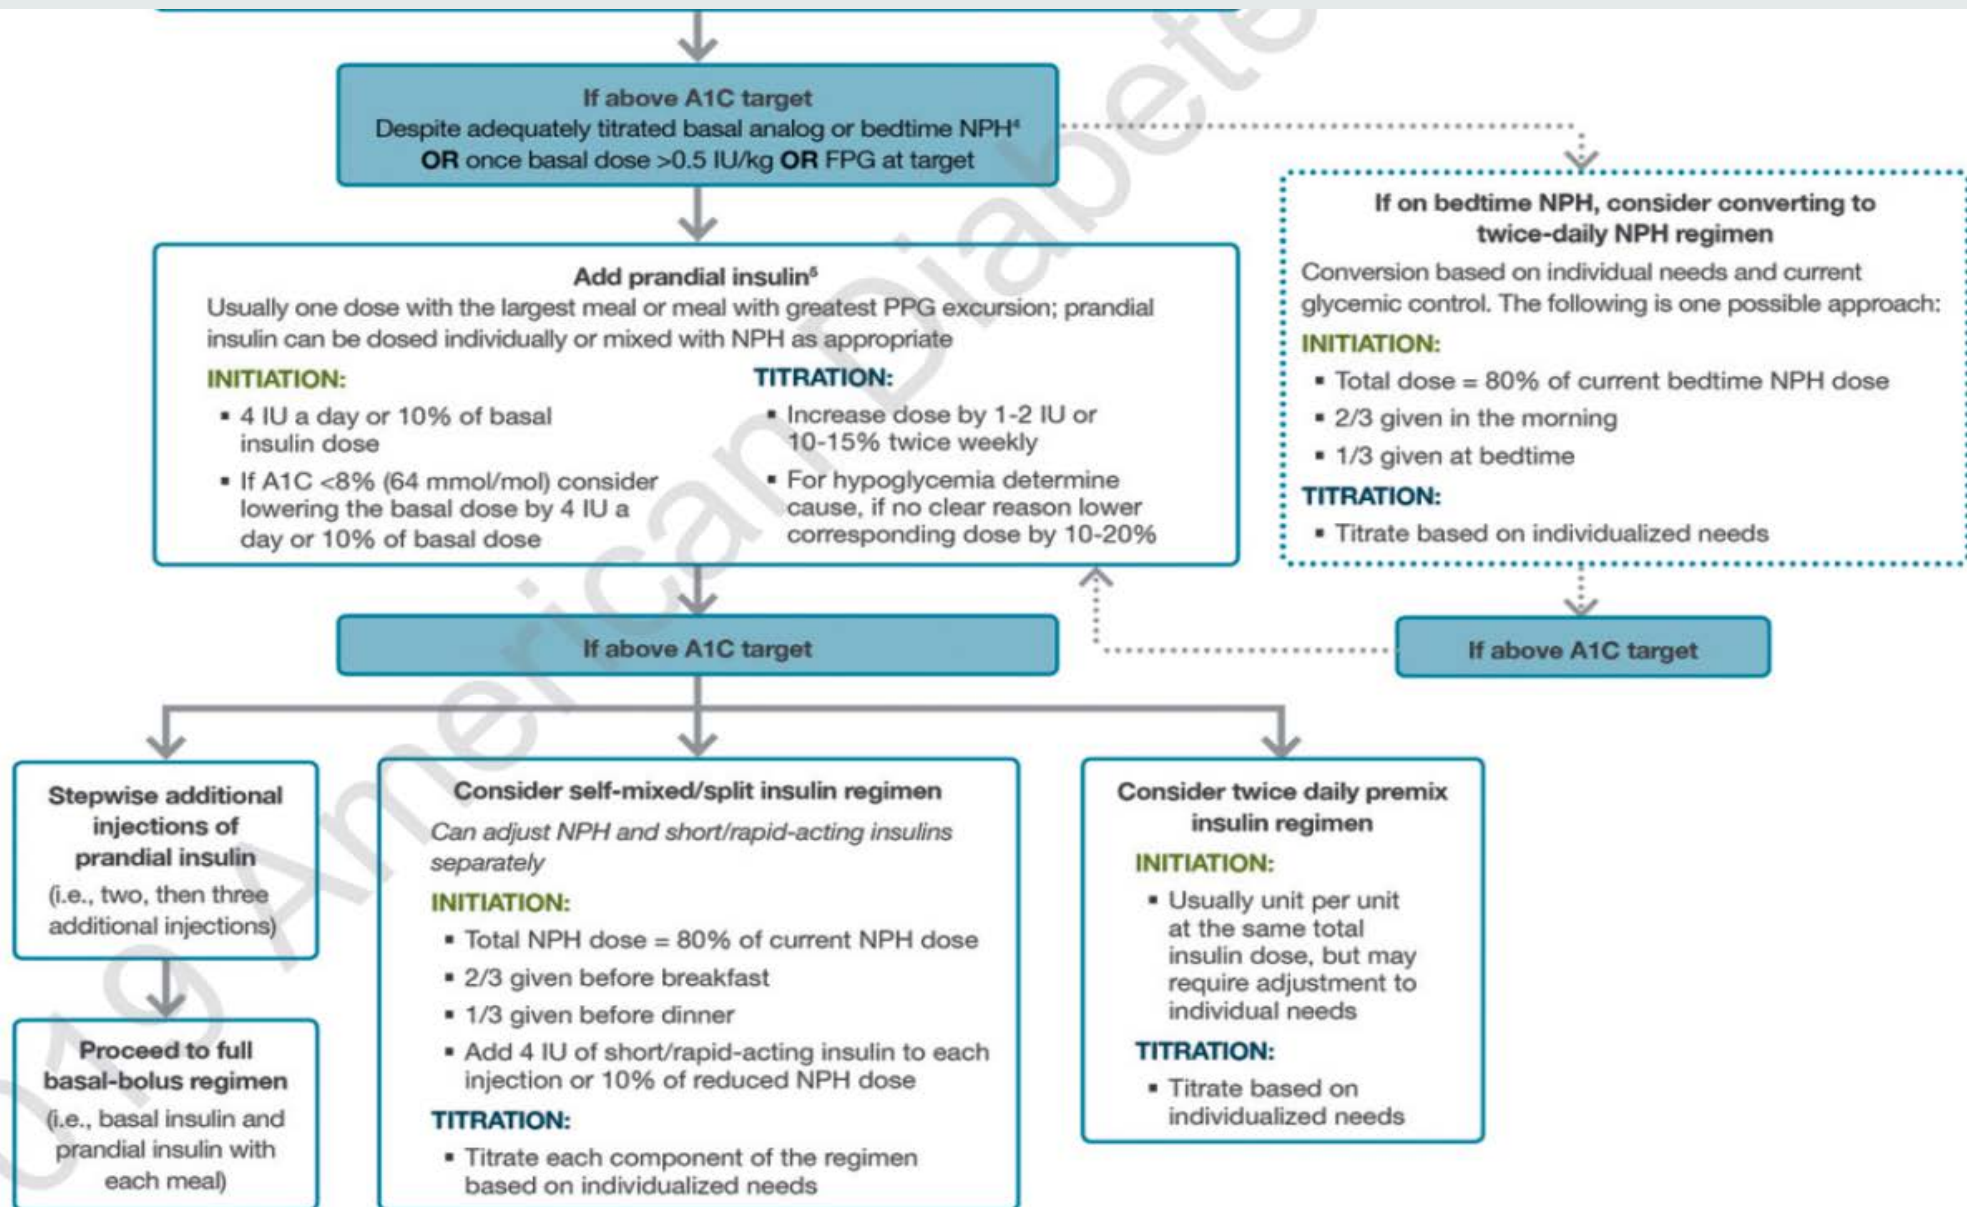 If above A1C target
Despite adequately titrated basal analog or bedtime NPH⁴
OR once basal dose >0.5 IU/kg OR FPG at target
If on bedtime NPH, consider converting to
twice-daily NPH regimen
Conversion based on individual needs and current
glycemic control. The following is one possible approach:
INITIATION:
▪ Total dose = 80% of current bedtime NPH dose
▪ 2/3 given in the morning
▪ 1/3 given at bedtime
TITRATION:
▪ Titrate based on individualized needs
Add prandial insulin⁵
Usually one dose with the largest meal or meal with greatest PPG excursion; prandial
insulin can be dosed individually or mixed with NPH as appropriate
INITIATION:
▪ 4 IU a day or 10% of basal
insulin dose
▪ If A1C <8% (64 mmol/mol) consider
lowering the basal dose by 4 IU a
day or 10% of basal dose
TITRATION:
▪ Increase dose by 1-2 IU or
10-15% twice weekly
▪ For hypoglycemia determine
cause, if no clear reason lower
corresponding dose by 10-20%
If above A1C target
If above A1C target
Stepwise additional
injections of
prandial insulin
(i.e., two, then three
additional injections)
Proceed to full
basal-bolus regimen
(i.e., basal insulin and
prandial insulin with
each meal)
Consider self-mixed/split insulin regimen
Can adjust NPH and short/rapid-acting insulins
separately
INITIATION:
▪ Total NPH dose = 80% of current NPH dose
▪ 2/3 given before breakfast
▪ 1/3 given before dinner
▪ Add 4 IU of short/rapid-acting insulin to each
injection or 10% of reduced NPH dose
TITRATION:
▪ Titrate each component of the regimen
based on individualized needs
Consider twice daily premix
insulin regimen
INITIATION:
▪ Usually unit per unit
at the same total
insulin dose, but may
require adjustment to
individual needs
TITRATION:
▪ Titrate based on
individualized needs
019 American Diabete